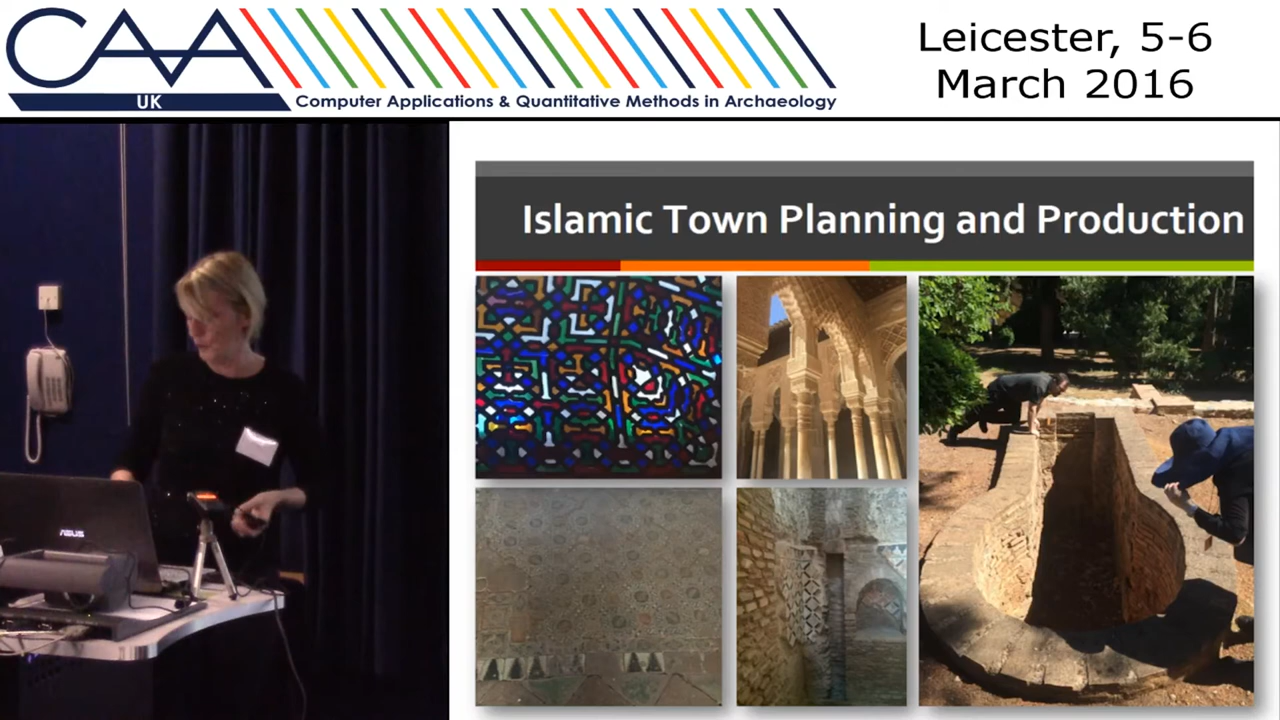 CAA
UK
Computer Applications & Quantitative Methods in Archaeology
Leicester, 5-6
March 2016
Islamic Town Planning and Production
ASUS